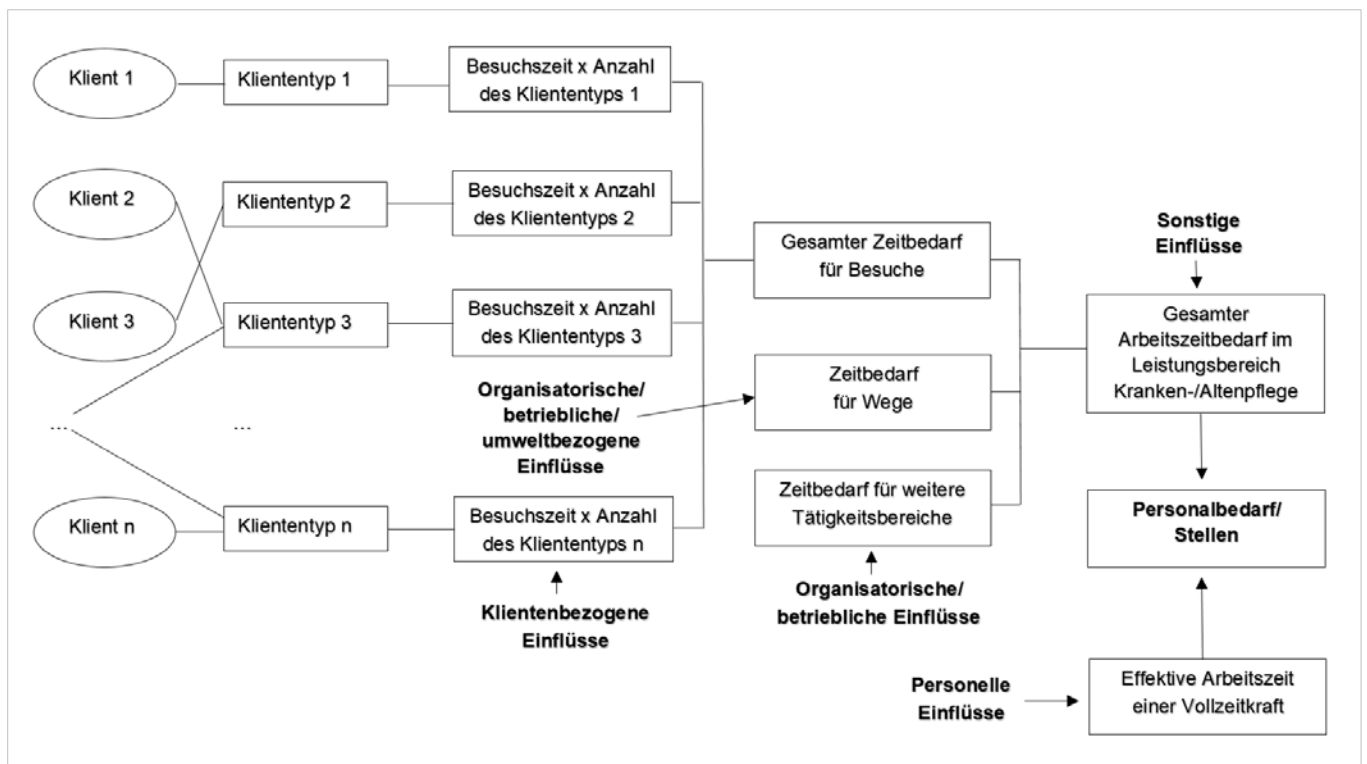 Klient 1
Kliententyp 1
Besuchszeit x Anzahl
des Kliententyps 1
Klient 2
Kliententyp 2
Besuchszeit x Anzahl
des Kliententyps 2
Klient 3
Kliententyp 3
Besuchszeit x Anzahl
des Kliententyps 3
...
...
Klient n
Kliententyp n
Besuchszeit x Anzahl
des Kliententyps n
Klientenbezogene
Einflüsse
Organisatorische/
betriebliche/
umweltbezogene
Einflüsse
Gesamter Zeitbedarf
für Besuche
Zeitbedarf
für Wege
Zeitbedarf für weitere
Tätigkeitsbereiche
Organisatorische/
betriebliche Einflüsse
Sonstige
Einflüsse
Gesamter
Arbeitszeitbedarf im
Leistungsbereich
Kranken-/Altenpflege
Personalbedarf/
Stellen
Personelle
Einflüsse
Effektive Arbeitszeit
einer Vollzeitkraft